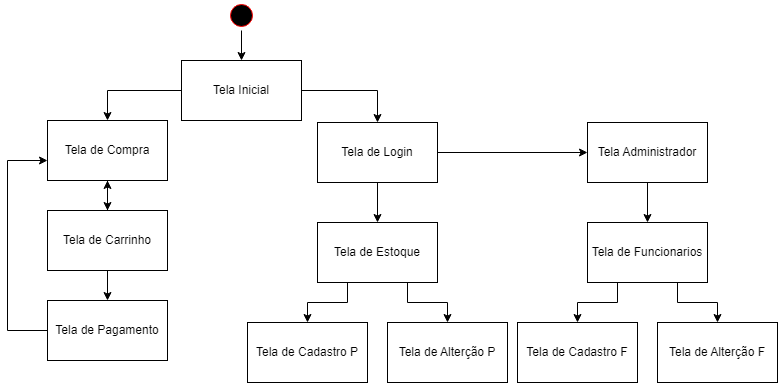 Tela Inicial
Tela de Compra
Tela de Login
Tela Administrador
Tela de Carrinho
Tela de Estoque
Tela de Funcionarios
Tela de Pagamento
Tela de Cadastro P
Tela de Alterção P
Tela de Cadastro F
Tela de Alterção F